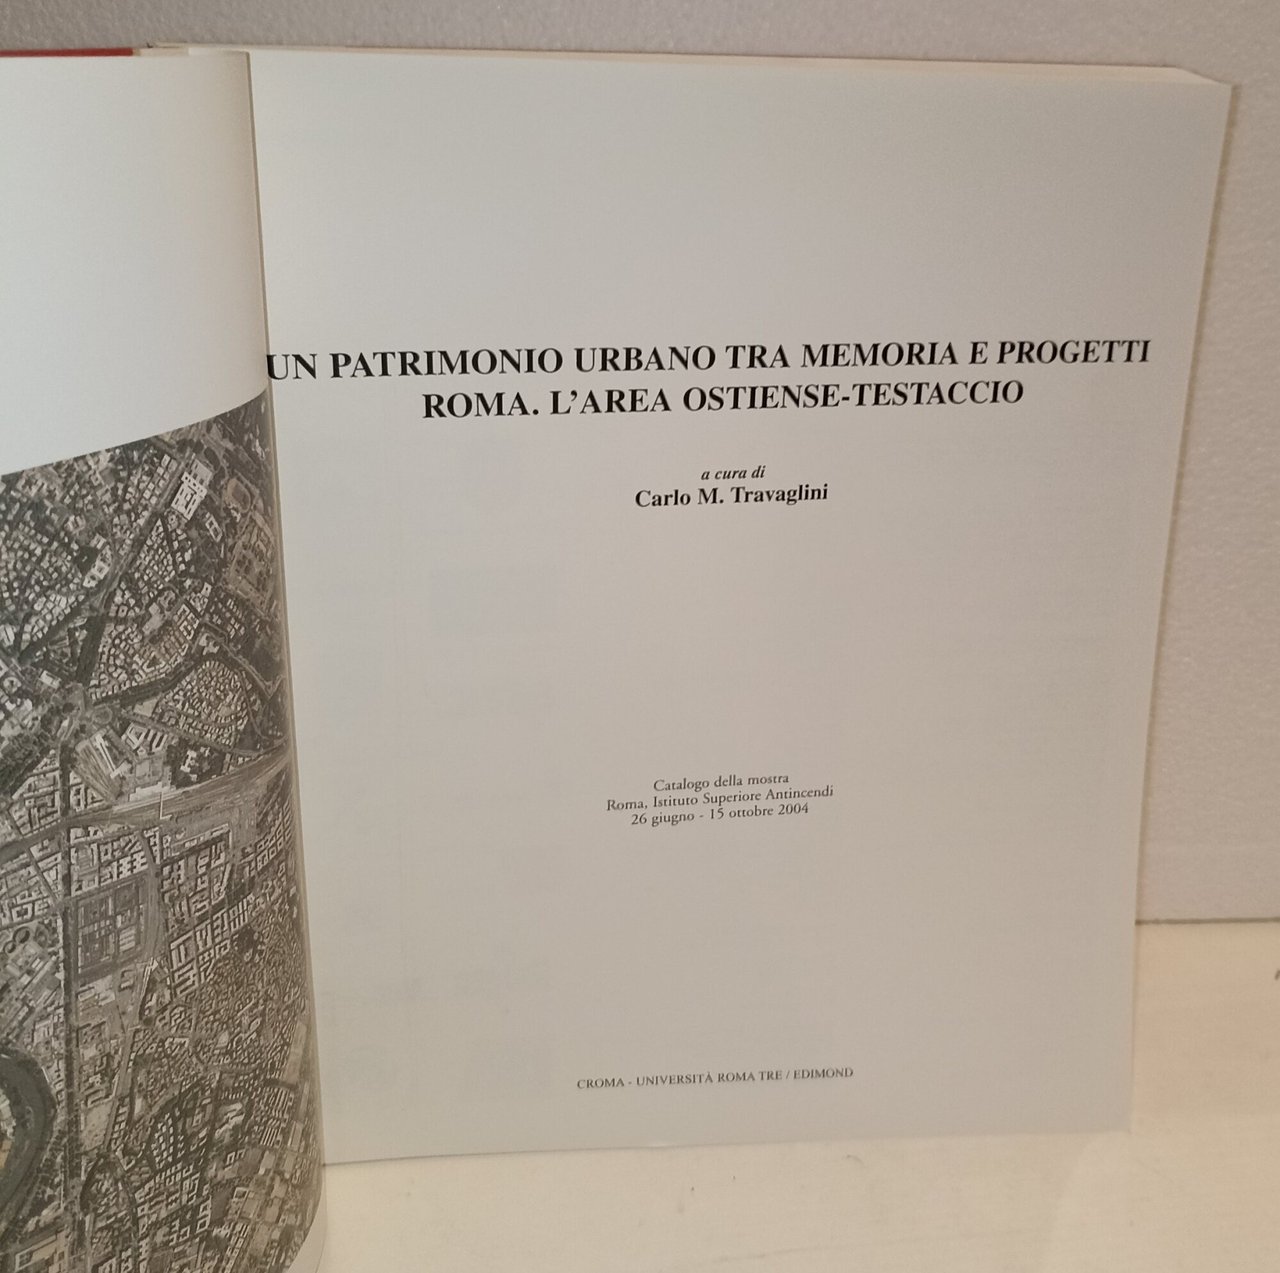 UN PATRIMONIO URBANO TRA MEMORIA E PROGETTI
ROMA. L'AREA OSTIENSE-TESTACCIO
a cura di
Carlo M. Travaglini
Catalogo della mostra
Roma, Istituto Superiore Antincendi
26 giugno - 15 ottobre 2004
CROMA - UNIVERSITÀ ROMA TRE / EDIMOND